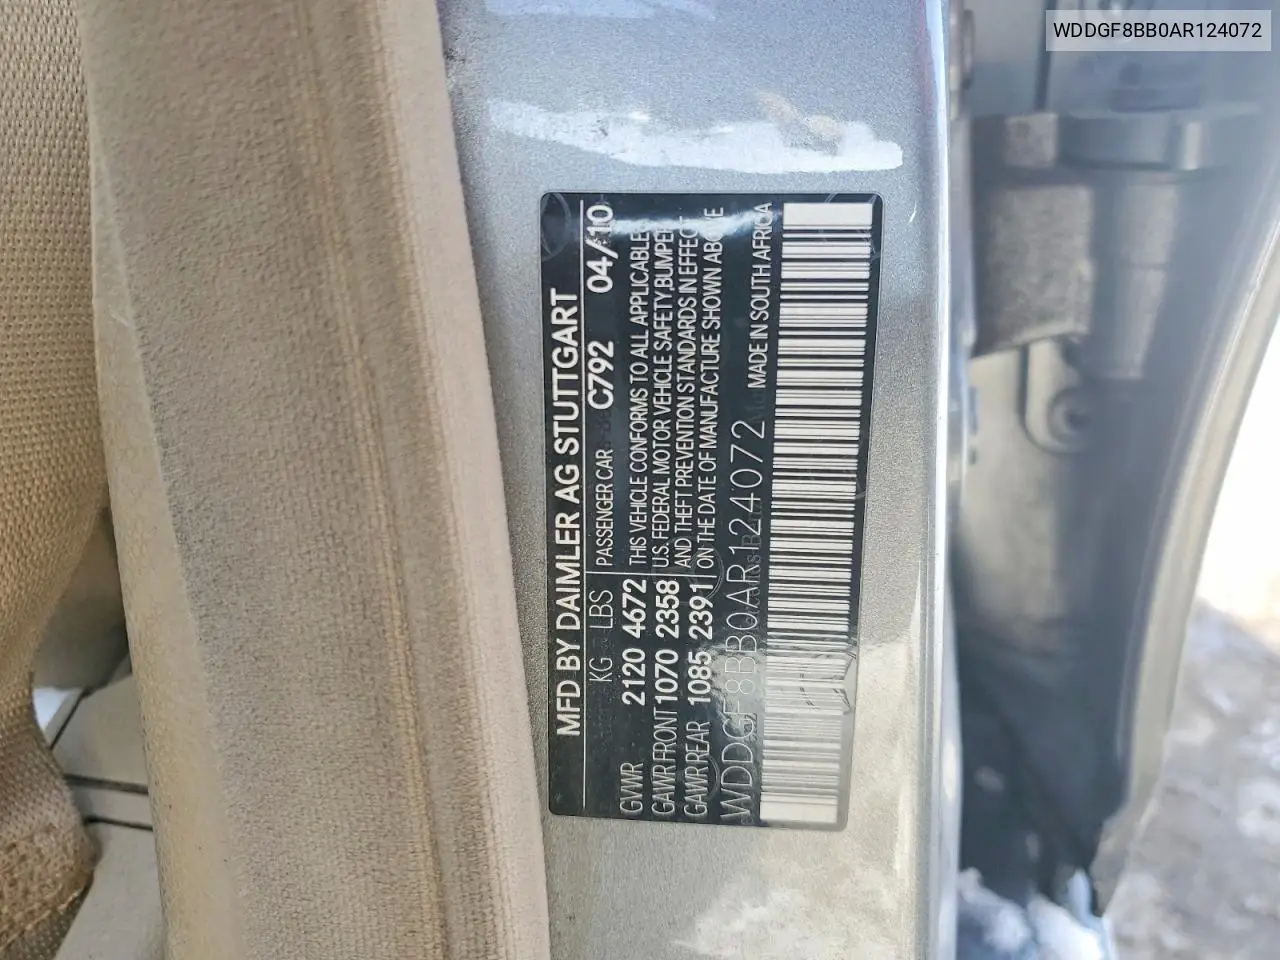 WDDGF8BB0AR124072
MFD BY DAIMLER AG STUTTGART
KG LBS PASSENGER CAR C792 04/10
GVWR 2120 4672 THIS VEHICLE CONFORMS TO ALL APPLICABLE
GAWR FRONT 1070 2358 U.S. FEDERAL MOTOR VEHICLE SAFETY,BUMPER
GAWR REAR 1085 2391 AND THEFT PREVENTION STANDARDS IN EFFECT
ON THE DATE OF MANUFACTURE SHOWN ABOVE
WDDGF8BB0AR124072 MADE IN SOUTH AFRICA